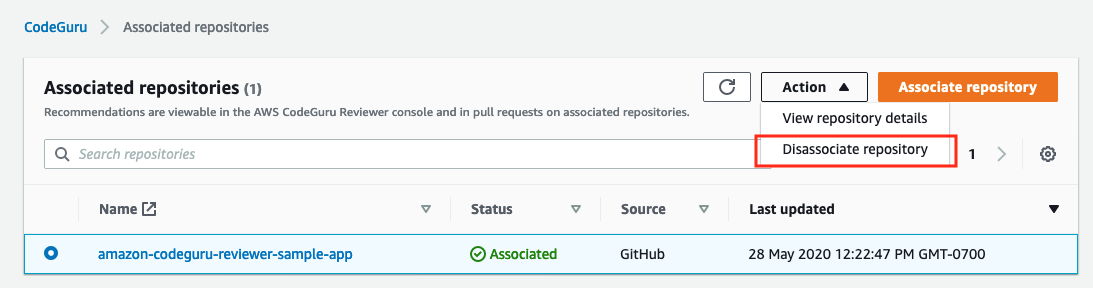 CodeGuru > Associated repositories
Associated repositories (1)
Action
Associate repository
Recommendations are viewable in the AWS CodeGuru Reviewer console and in pull requests on associated repositories.
View repository details
Search repositories
Disassociate repository
1
Name
Status
Source
Last updated
amazon-codeguru-reviewer-sample-app
Associated
GitHub
28 May 2020 12:22:47 PM GMT-0700